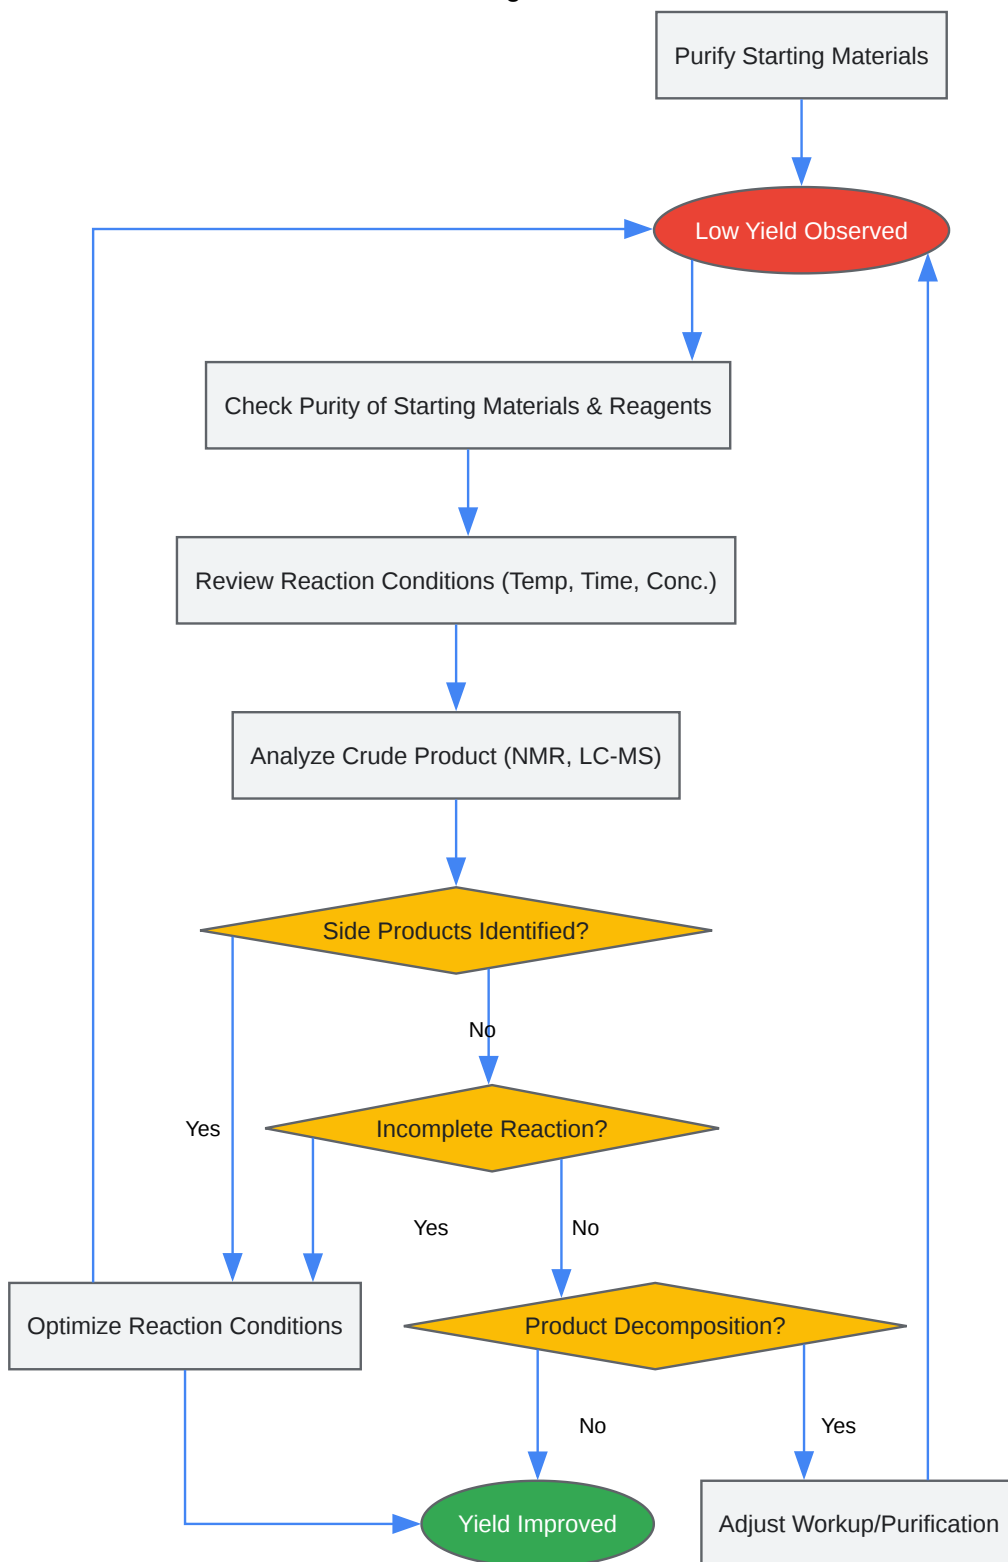 Purify Starting Materials
Low Yield Observed
Check Purity of Starting Materials & Reagents
Review Reaction Conditions (Temp, Time, Conc.)
Analyze Crude Product (NMR, LC-MS)
Side Products Identified?
No
Yes
Incomplete Reaction?
Yes
No
Optimize Reaction Conditions
Product Decomposition?
No
Yes
Yield Improved
Adjust Workup/Purification